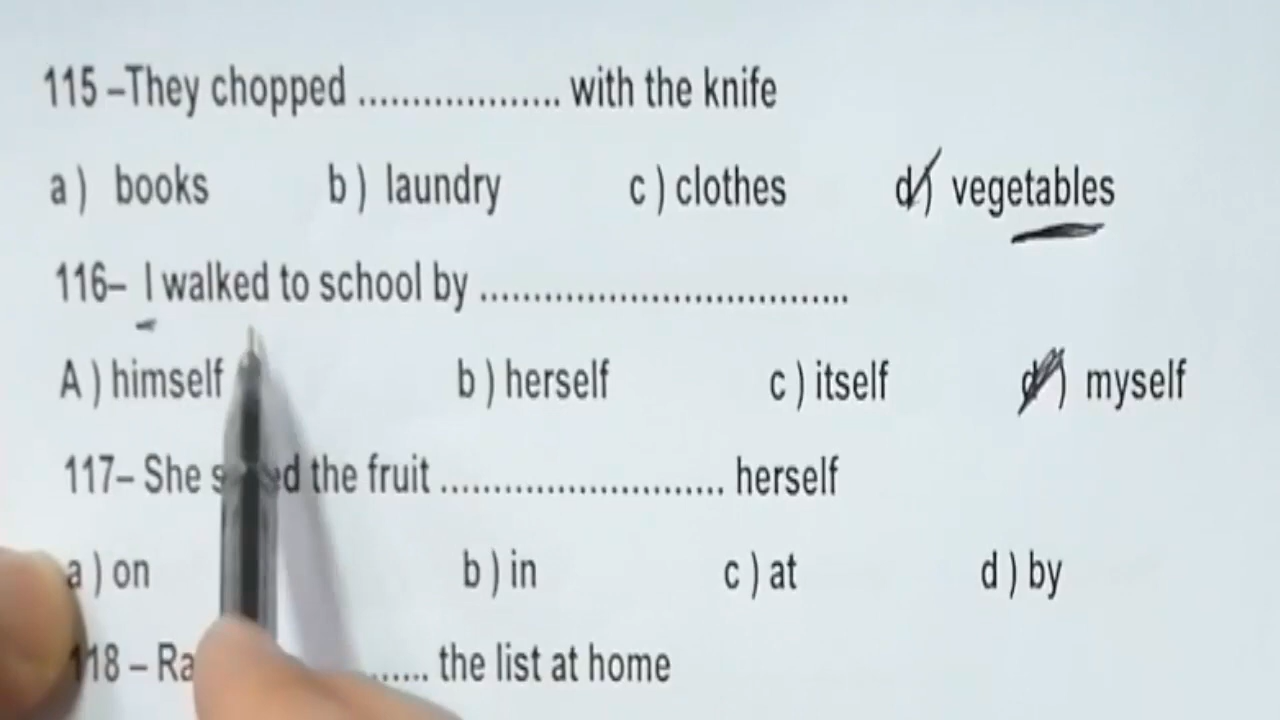 115 –They chopped ................... with the knife
a ) books b ) laundry c ) clothes d ) vegetables
116– I walked to school by ..................................
A ) himself b ) herself c ) itself d ) myself
117– She the fruit .......................... herself
a ) on b ) in c ) at d ) by
118 – ...... the list at home